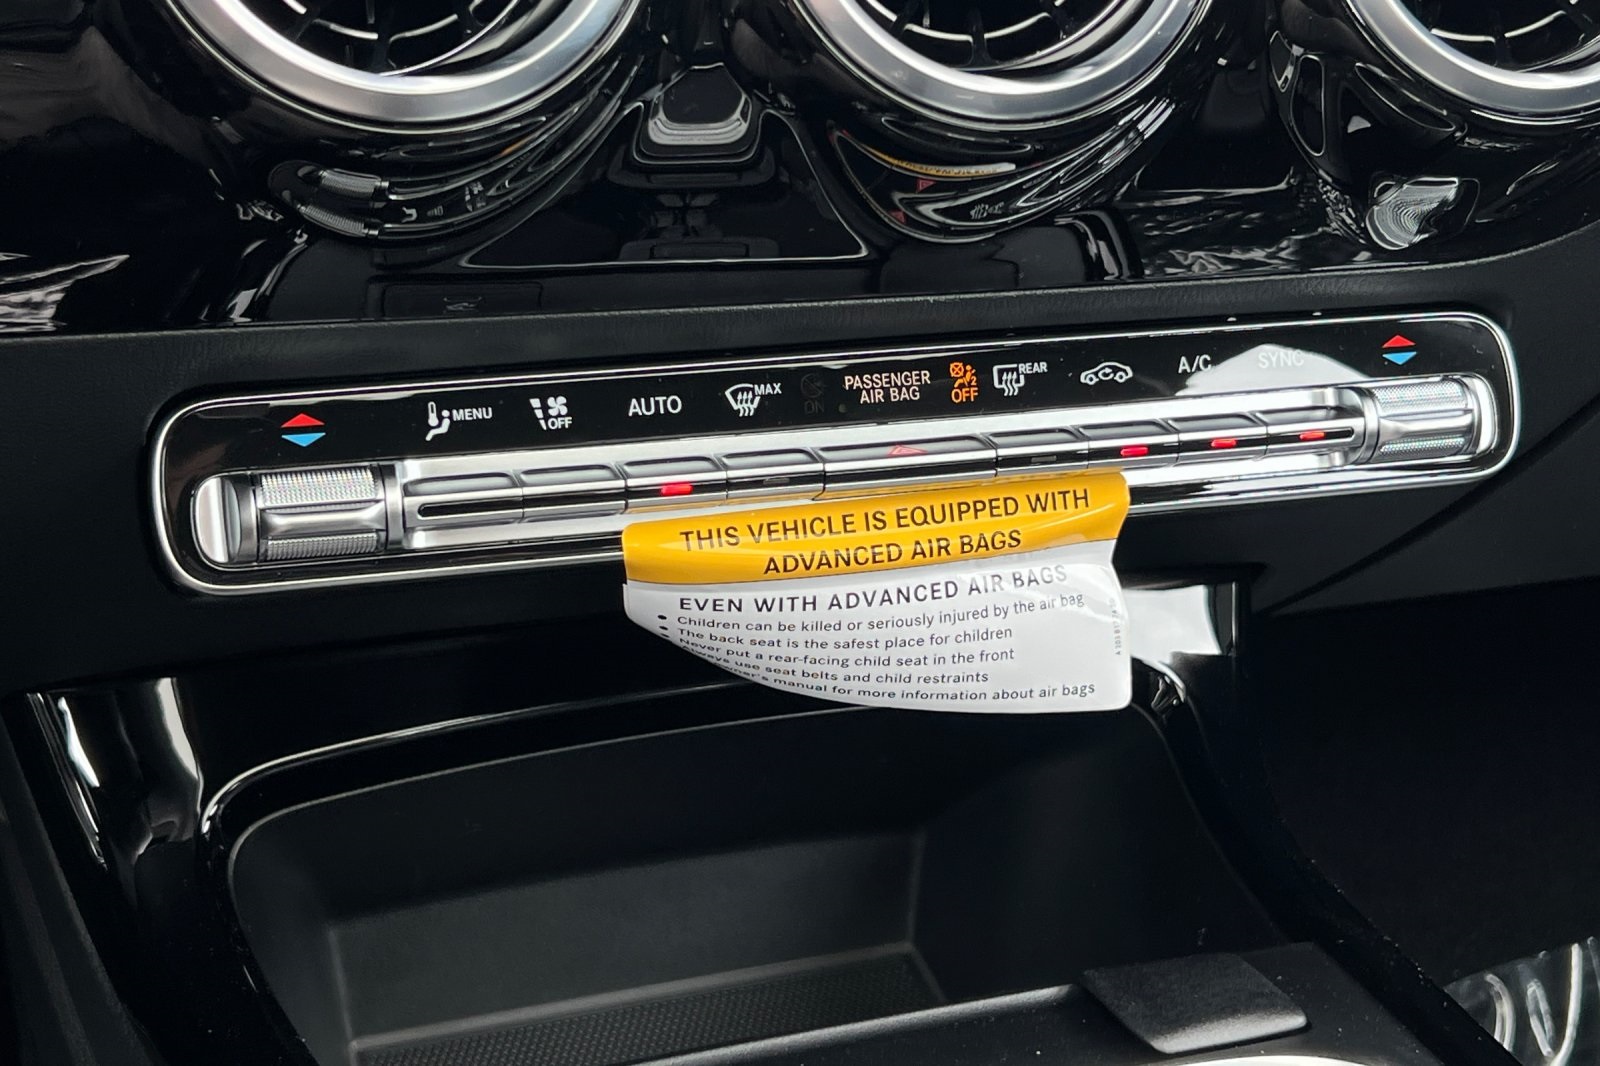 MENU
OFF
AUTO
MAX
ON
PASSENGER
AIR BAG
2
OFF
REAR
A/C
SYNC
THIS VEHICLE IS EQUIPPED WITH
ADVANCED AIR BAGS
EVEN WITH ADVANCED AIR BAGS
• Children can be killed or seriously injured by the air bag
• The back seat is the safest place for children
Never put a rear-facing child seat in the front
Always use seat belts and child restraints
manual for more information about air bags